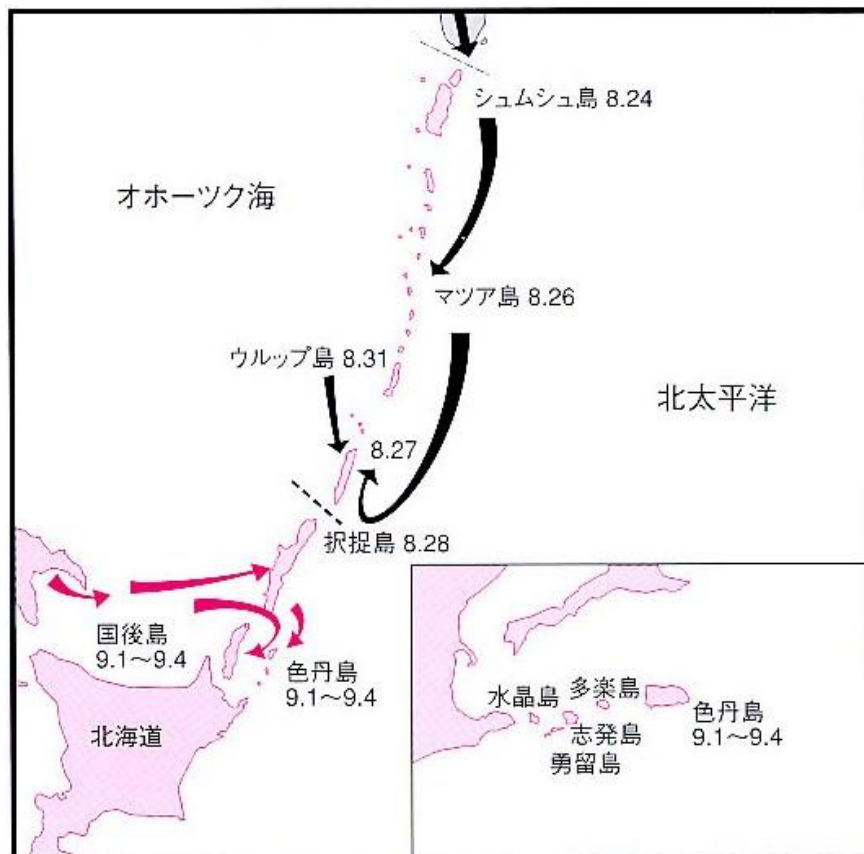 シュムシュ島 8.24
オホーツク海
マツア島 8.26
ウルップ島 8.31
北太平洋
8.27
択捉島 8.28
国後島
9.1～9.4
色丹島
9.1～9.4
北海道
水晶島
多楽島
志発島
勇留島
色丹島
9.1～9.4